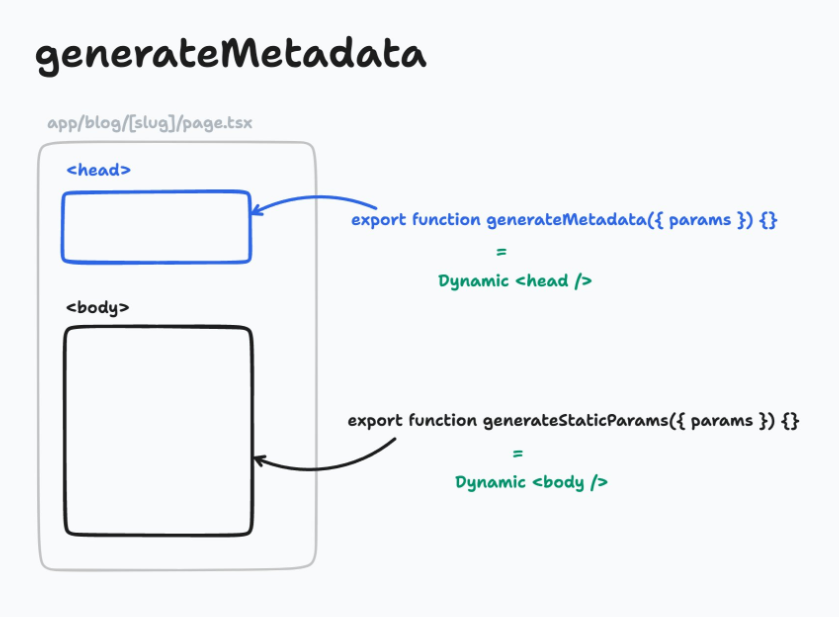 generateMetadata
app/blog/[slug]/page.tsx
<head>
export function generateMetadata({ params }) {}
=
Dynamic <head />
<body>
export function generateStaticParams({ params }) {}
=
Dynamic <body />